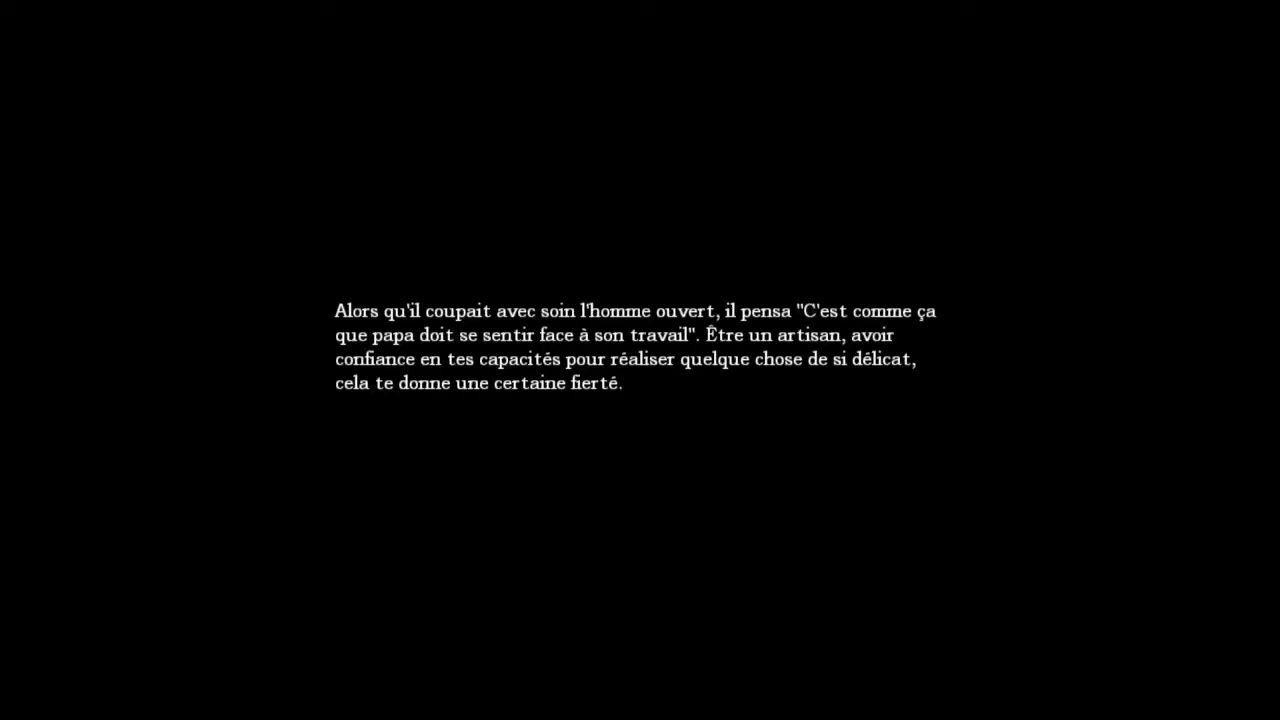 Alors qu'il coupait avec soin l'homme ouvert, il pensa "C'est comme ça
que papa doit se sentir face à son travail". Être un artisan, avoir
confiance en tes capacités pour réaliser quelque chose de si délicat,
cela te donne une certaine fierté.